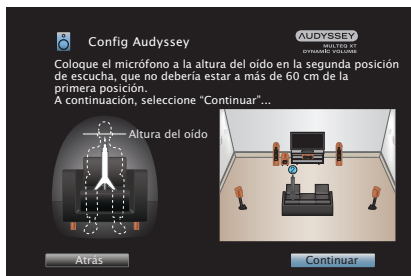 Config Audyssey
AUDYSSEY
MULTEQ XT
DYNAMIC VOLUME
Coloque el micrófono a la altura del oído en la segunda posición
de escucha, que no debería estar a más de 60 cm de la
primera posición.
A continuación, seleccione “Continuar”...
Altura del oído
Atrás
Continuar